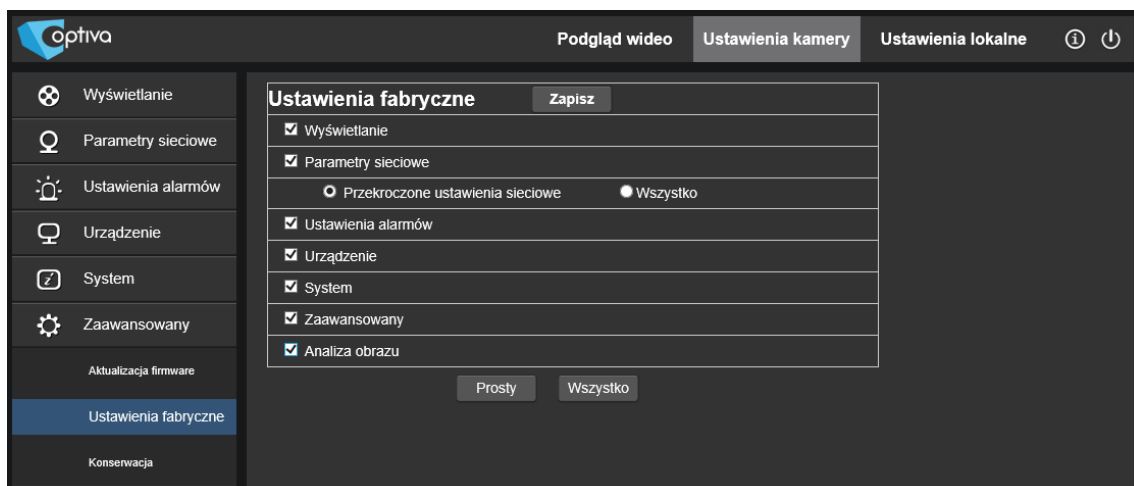 optiva
Podgląd wideo Ustawienia kamery Ustawienia lokalne
Wyświetlanie
Parametry sieciowe
Ustawienia alarmów
Urządzenie
System
Zaawansowany
Aktualizacja firmware
Ustawienia fabryczne
Konserwacja
Ustawienia fabryczne Zapisz
Wyświetlanie
Parametry sieciowe
Przekroczone ustawienia sieciowe Wszystko
Ustawienia alarmów
Urządzenie
System
Zaawansowany
Analiza obrazu
Prosty Wszystko